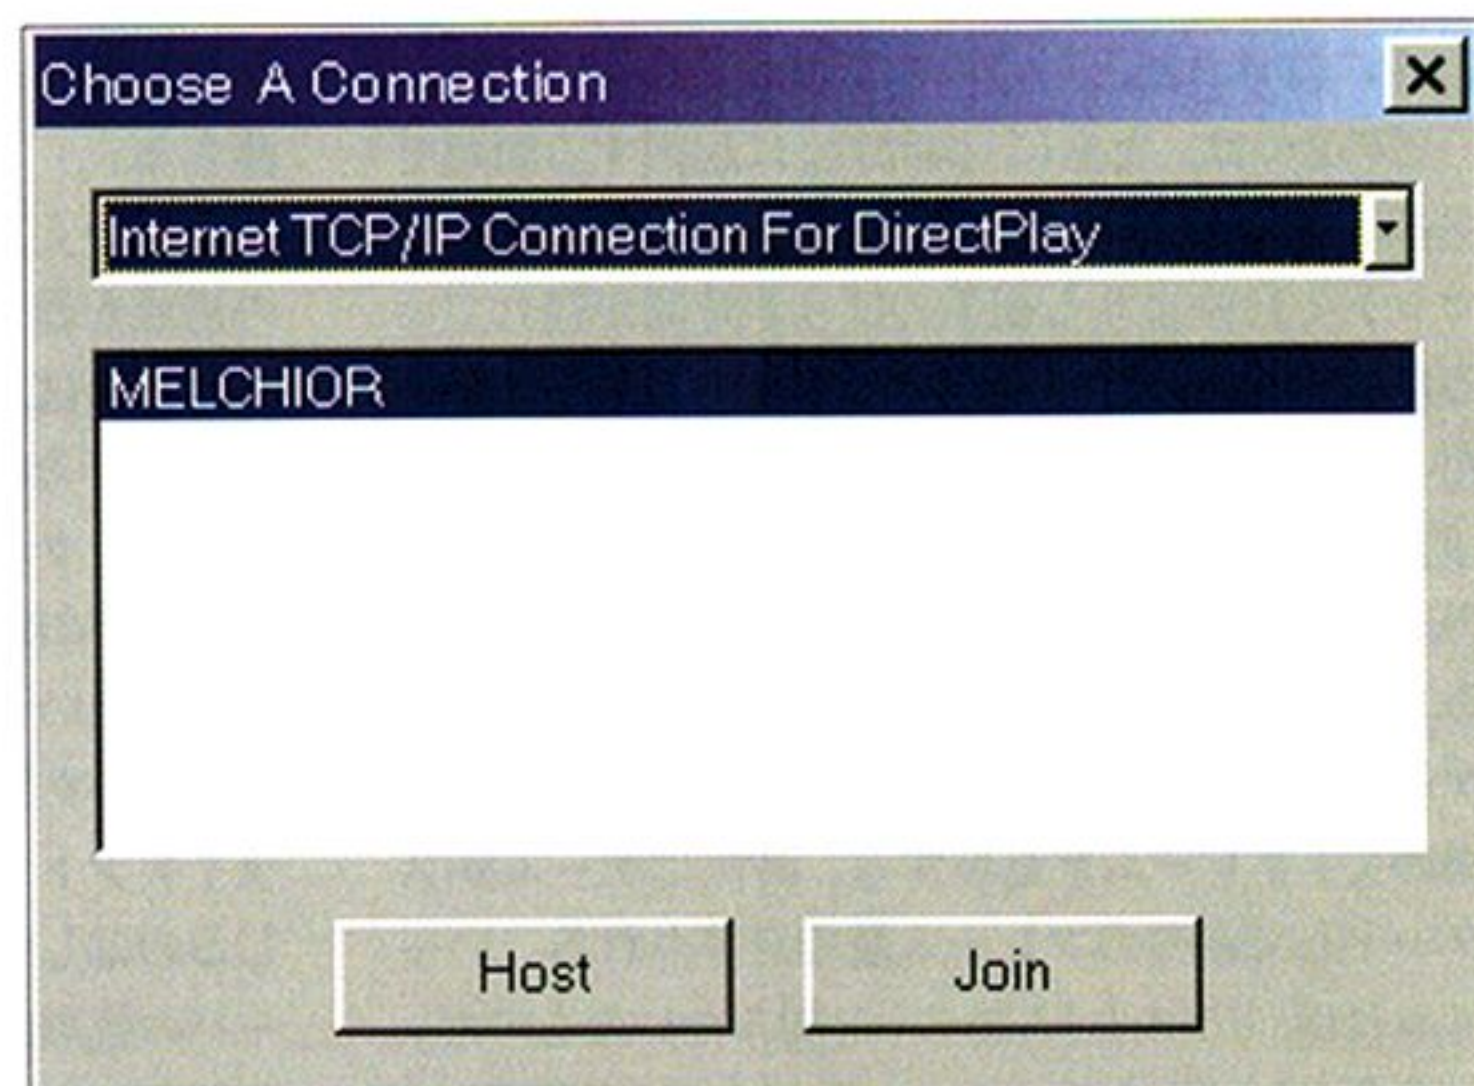 Choose A Connection
Internet TCP/IP Connection For DirectPlay
MELCHIOR
Host
Join